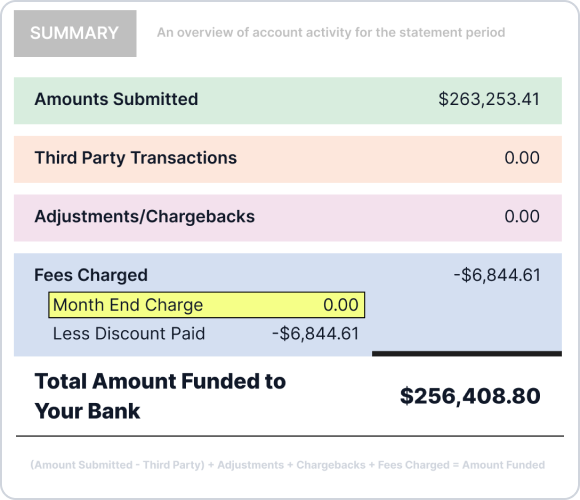 SUMMARY An overview of account activity for the statement period
Amounts Submitted $263,253.41
Third Party Transactions 0.00
Adjustments/Chargebacks 0.00
Fees Charged -$6,844.61
Month End Charge 0.00
Less Discount Paid -$6,844.61
Total Amount Funded to
Your Bank $256,408.80
(Amount Submitted - Third Party) + Adjustments + Chargebacks + Fees Charged = Amount Funded